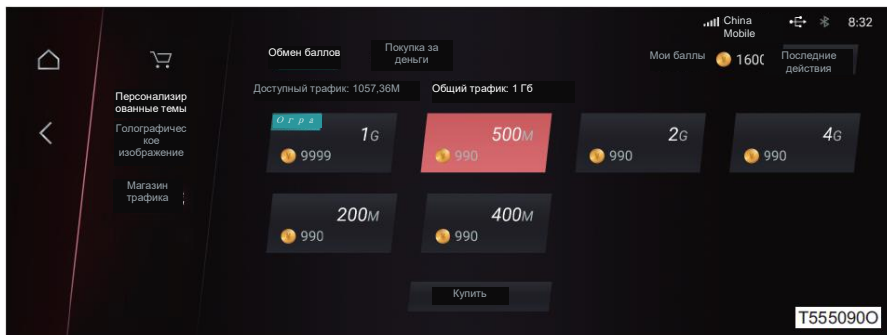 China
Mobile
8:32
Обмен баллов
Покупка за
деньги
Мои баллы
1600
Последние
действия
Персонализир
ованные темы
Голографичес
кое
изображение
Магазин
трафика
Доступный трафик: 1057,36М
Общий трафик: 1 Гб
Огра
1G
9999
500M
990
2G
990
4G
990
200M
990
400M
990
Купить
T555090O